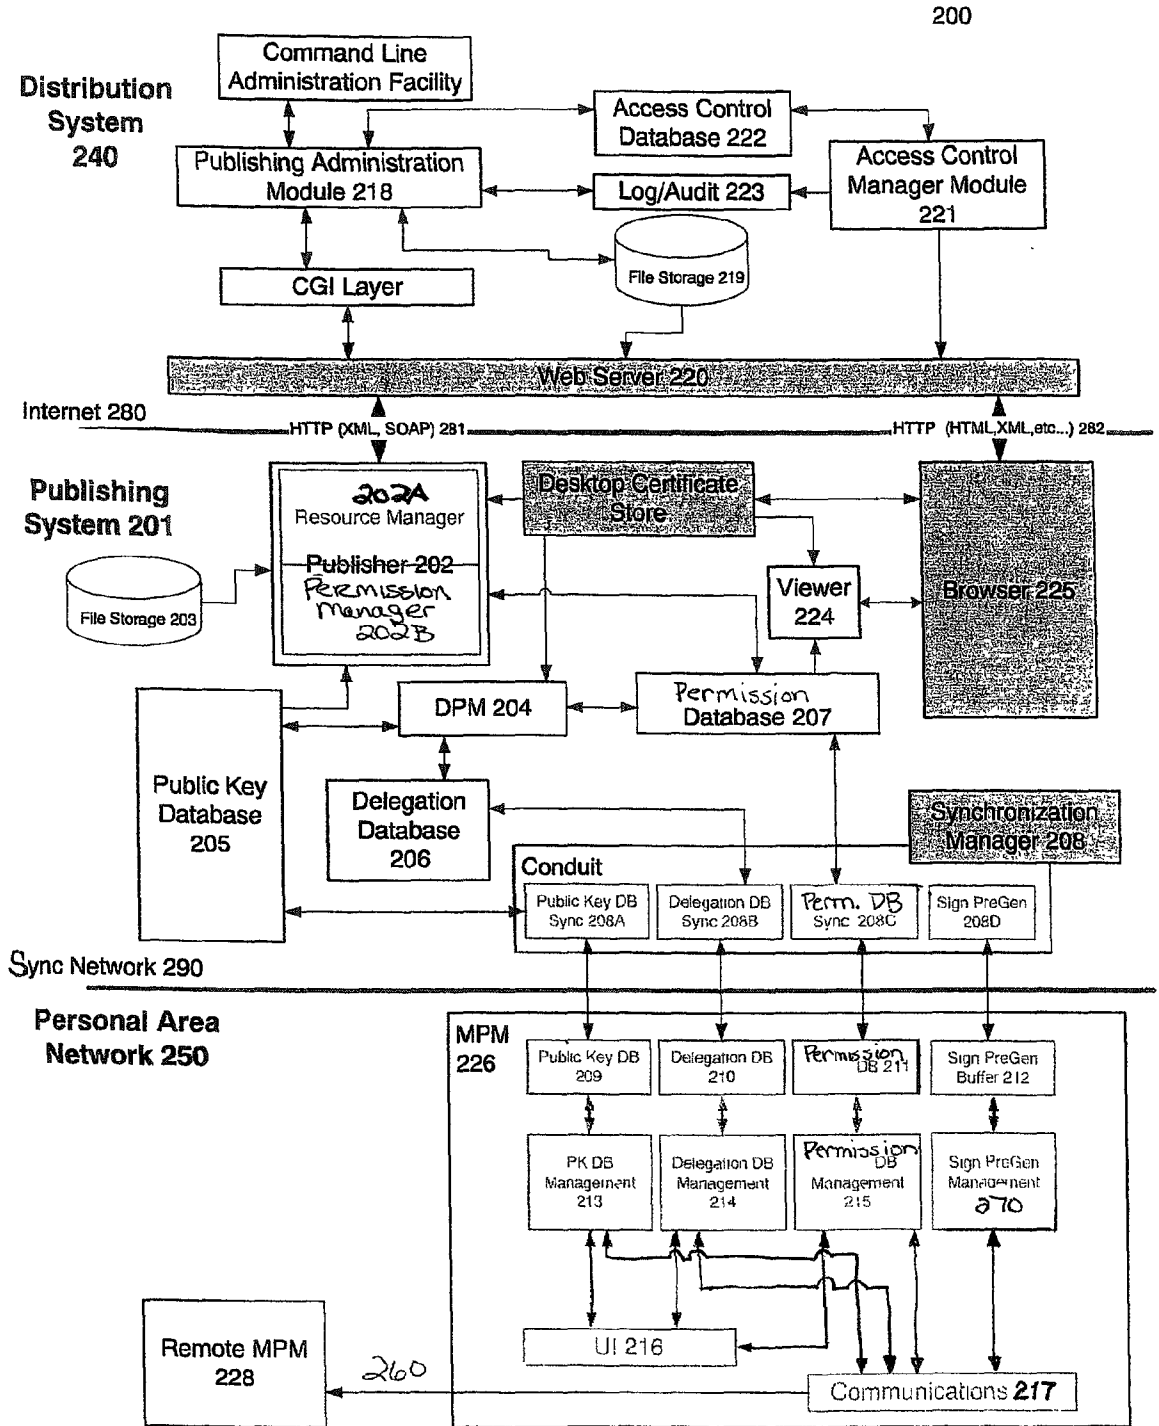 200
Command Line
Administration Facility
Distribution
System
240
Access Control
Database 222
Publishing Administration
Module 218
Log/Audit 223
Access Control
Manager Module
221
File Storage 219
CGI Layer
Web Server 220
Internet 280
HTTP (XML, SOAP) 281
HTTP (HTML,XML,etc...) 282
Publishing
System 201
202A
Resource Manager
Publisher 202
Permission
Manager
202B
Desktop Certificate
Store
File Storage 203
Viewer
224
Browser 225
DPM 204
Permission
Database 207
Public Key
Database
205
Delegation
Database
206
Synchronization
Manager 208
Conduit
Public Key DB
Sync 208A
Delegation DB
Sync 208B
Perm. DB
Sync 208C
Sign PreGen
208D
Sync Network 290
Personal Area
Network 250
MPM
226
Public Key DB
209
Delegation DB
210
Permission
DB 211
Sign PreGen
Buffer 212
PK DB
Management
213
Delegation DB
Management
214
Permission
DB
Management
215
Sign PreGen
Management
270
UI 216
Remote MPM
228
260
Communications 217